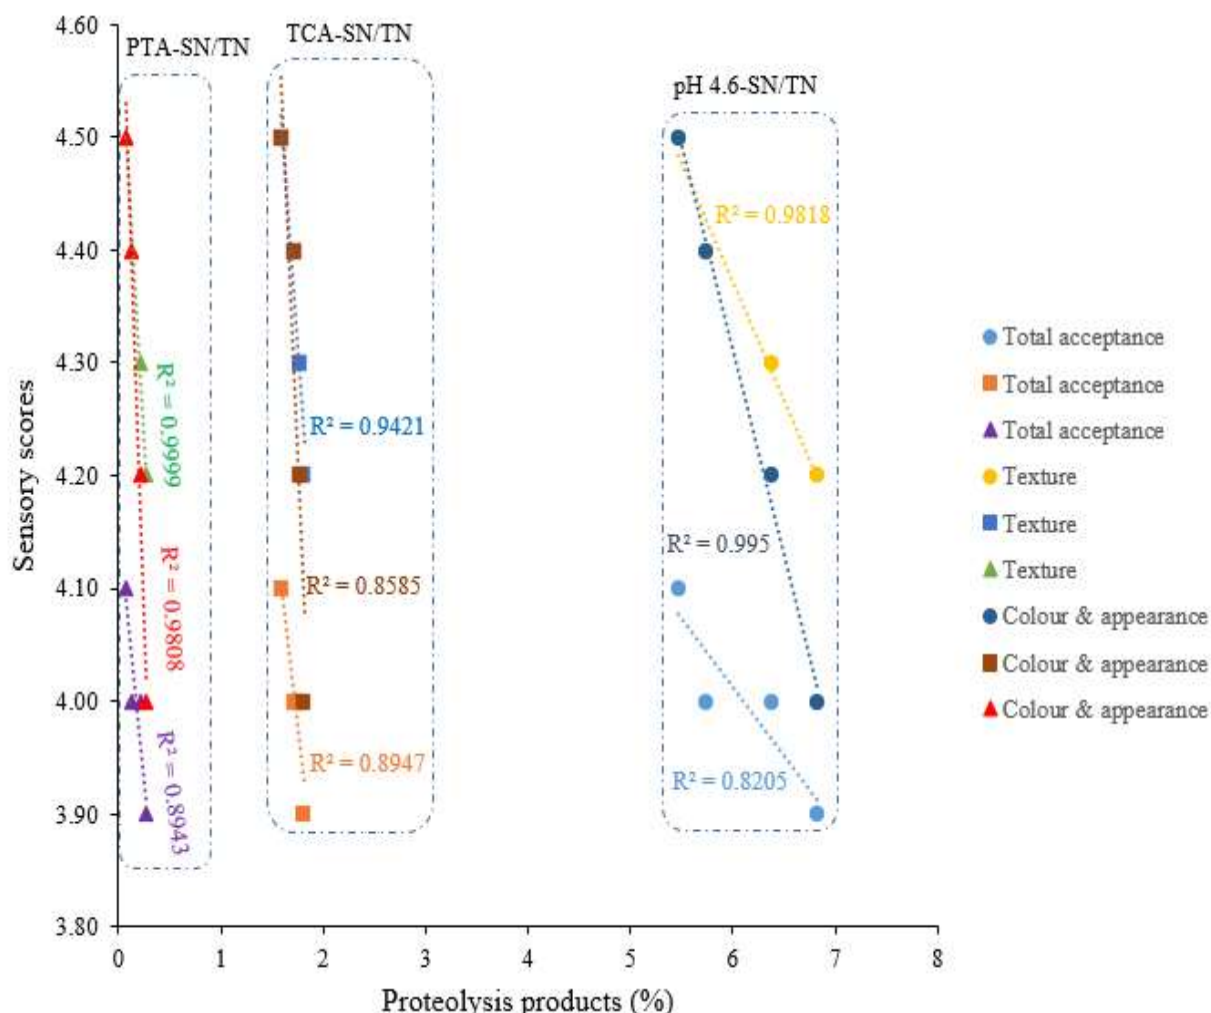 4.60
4.50
4.40
4.30
4.20
4.10
4.00
3.90
3.80
Sensory scores
0
1
2
3
4
5
6
7
8
Proteolysis products (%)
PTA-SN/TN
TCA-SN/TN
pH 4.6-SN/TN
R² = 0.9999
R² = 0.9808
R² = 0.8943
R² = 0.9421
R² = 0.8585
R² = 0.8947
R² = 0.9818
R² = 0.995
R² = 0.8205
Total acceptance
Total acceptance
Total acceptance
Texture
Texture
Texture
Colour & appearance
Colour & appearance
Colour & appearance